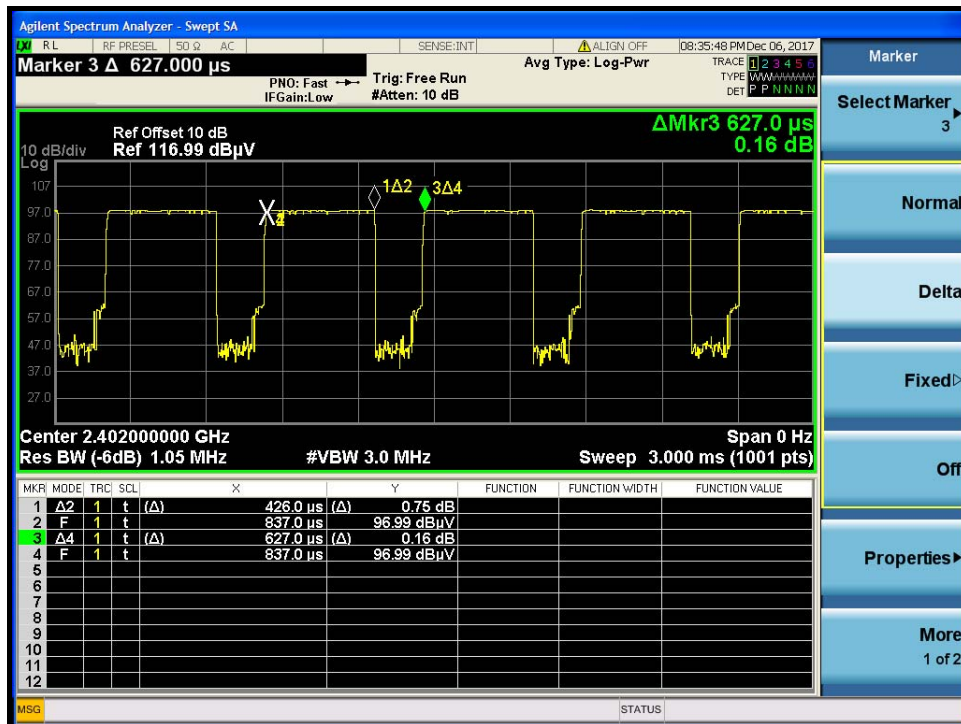 Agilent Spectrum Analyzer - Swept SA
LXI RL RF PRESEL 50 Ω AC SENSE:INT ALIGN OFF 08:35:48 PM Dec 06, 2017
Marker 3 Δ 627.000 µs
PNO: Fast
IFGain:Low
Trig: Free Run
#Atten: 10 dB
Avg Type: Log-Pwr
TRACE 1 2 3 4 5 6
TYPE WWWWWW
DET P P N N N N
ΔMkr3 627.0 µs
0.16 dB
Ref Offset 10 dB
10 dB/div Ref 116.99 dBµV
Log
107
97.0
87.0
77.0
67.0
57.0
47.0
37.0
27.0
1Δ2
3Δ4
Center 2.402000000 GHz Span 0 Hz
Res BW (-6dB) 1.05 MHz #VBW 3.0 MHz Sweep 3.000 ms (1001 pts)
MKR MODE TRC SCL X Y FUNCTION FUNCTION WIDTH FUNCTION VALUE
1 Δ2 1 t (Δ) 426.0 µs (Δ) 0.75 dB
2 F 1 t 837.0 µs 96.99 dBµV
3 Δ4 1 t (Δ) 627.0 µs (Δ) 0.16 dB
4 F 1 t 837.0 µs 96.99 dBµV
5
6
7
8
9
10
11
12
MSG STATUS
Marker
Select Marker
3
Normal
Delta
Fixed
Off
Properties
More
1 of 2